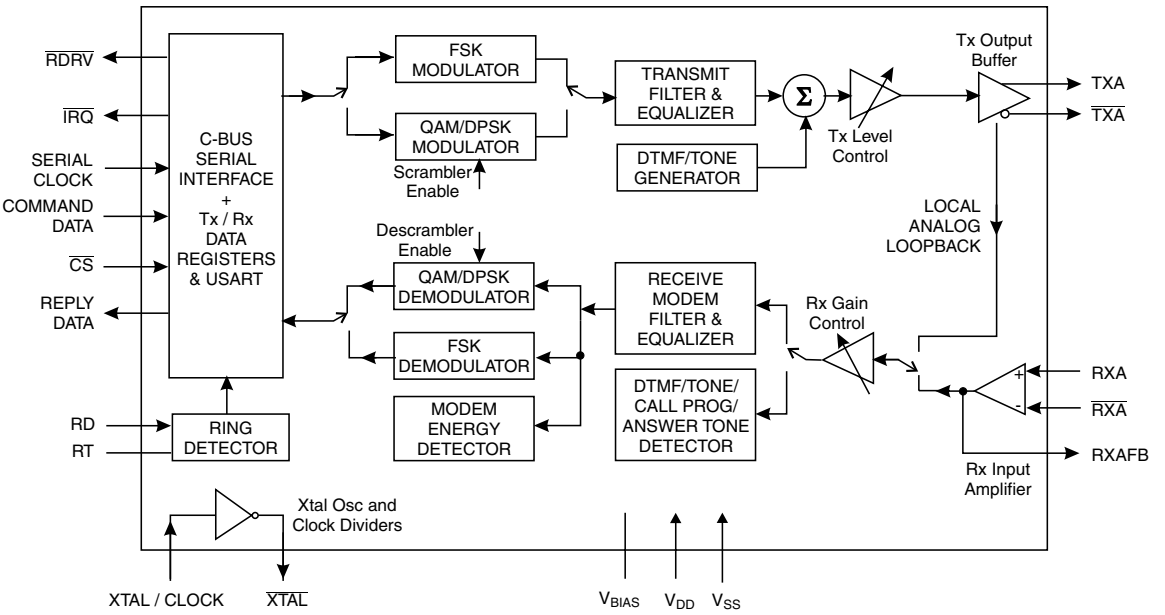 RDRV
IRQ
SERIAL
CLOCK
COMMAND
DATA
CS
REPLY
DATA
RD
RT
C-BUS
SERIAL
INTERFACE
+
Tx / Rx
DATA
REGISTERS
& USART
RING
DETECTOR
FSK
MODULATOR
QAM/DPSK
MODULATOR
Scrambler
Enable
Descrambler
Enable
QAM/DPSK
DEMODULATOR
FSK
DEMODULATOR
MODEM
ENERGY
DETECTOR
TRANSMIT
FILTER &
EQUALIZER
DTMF/TONE
GENERATOR
Σ
Tx Level
Control
Tx Output
Buffer
TXA
TXA
LOCAL
ANALOG
LOOPBACK
RECEIVE
MODEM
FILTER &
EQUALIZER
DTMF/TONE/
CALL PROG/
ANSWER TONE
DETECTOR
Rx Gain
Control
+
-
RXA
RXA
RXAFB
Rx Input
Amplifier
Xtal Osc and
Clock Dividers
XTAL / CLOCK
XTAL
VBIAS
VDD
VSS